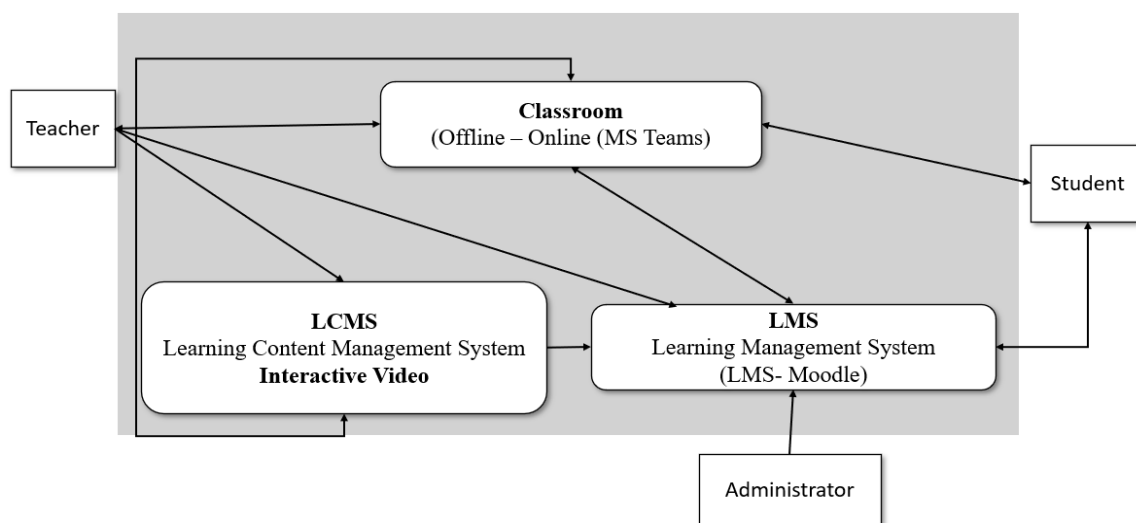 Classroom
(Offline – Online (MS Teams)
Teacher
Student
LCMS
Learning Content Management System
Interactive Video
LMS
Learning Management System
(LMS- Moodle)
Administrator